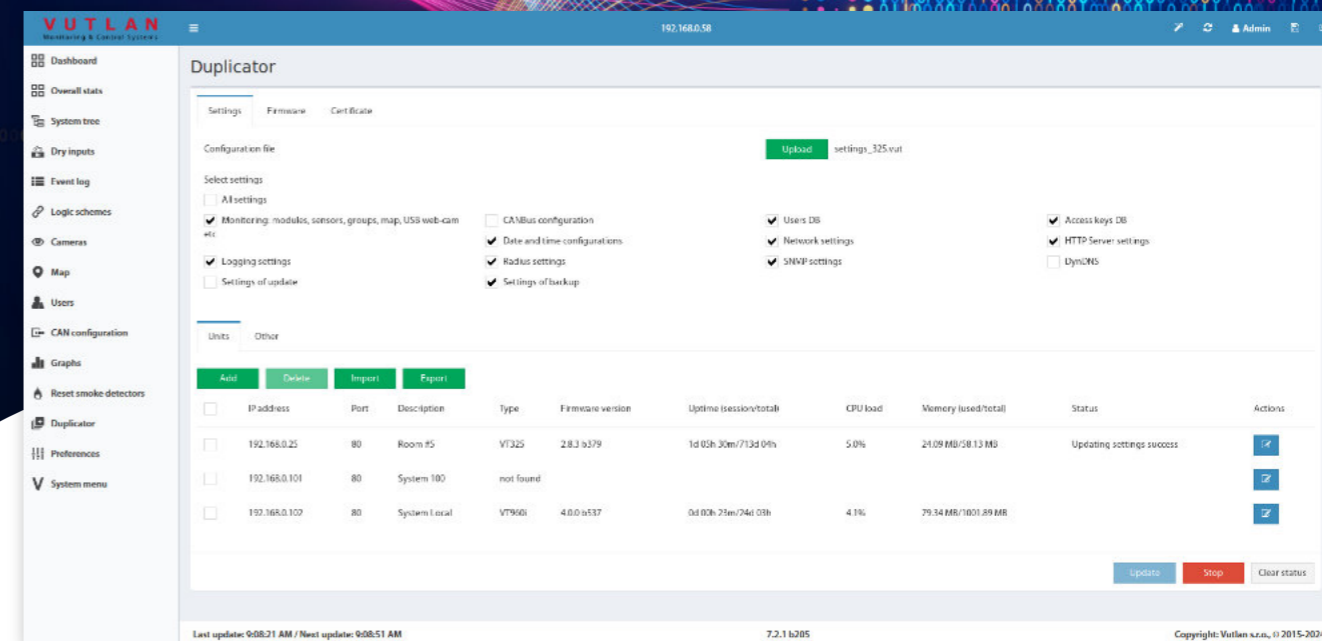 VUTLAN
Monitoring & Control Systems
192.168.0.58
Admin
Dashboard
Overall stats
System tree
Dry inputs
Event log
Logic schemes
Cameras
Map
Users
CAN configuration
Graphs
Reset smoke detectors
Duplicator
Preferences
System menu
Duplicator
Settings Firmware Certificate
Configuration file Upload settings_325.vut
Select settings
All settings
Monitoring: modules, sensors, groups, map, USB web-cam etc
CANBus configuration
Users DB
Access keys DB
Date and time configurations
Network settings
HTTP Server settings
Logging settings
Radius settings
SNMP settings
DynDNS
Settings of update
Settings of backup
Units Other
Add Delete Import Export
IP address Port Description Type Firmware version Uptime (session/total) CPU load Memory (used/total) Status Actions
192.168.0.25 80 Room #5 VT325 2.8.3 b379 1d 05h 30m/713d 04h 5.0% 24.09 MB/58.13 MB Updating settings success
192.168.0.101 80 System 100 not found
192.168.0.102 80 System Local VT960i 4.0.0 b537 0d 00h 23m/24d 03h 4.1% 79.34 MB/1001.89 MB
Update Stop Clear status
Last update: 9:08:21 AM / Next update: 9:08:51 AM 7.2.1 b205 Copyright: Vutlan s.r.o., © 2015-2024